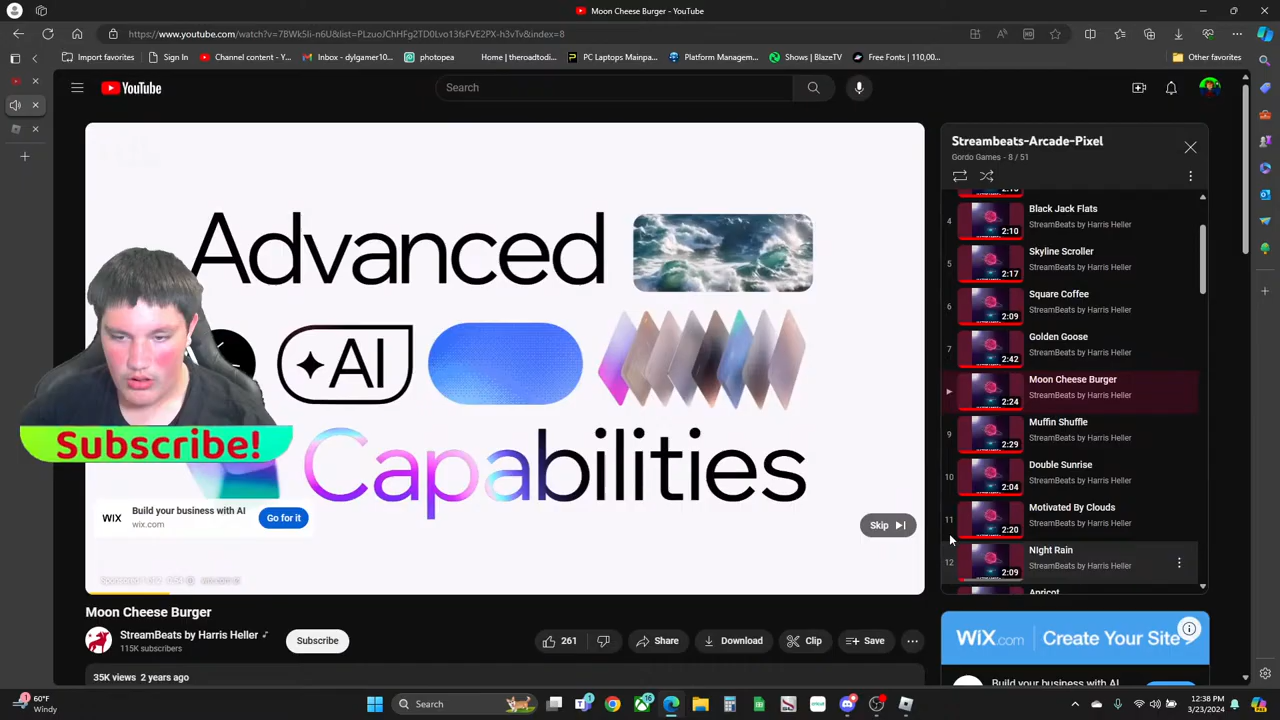 Moon Cheese Burger - YouTube
https://www.youtube.com/watch?v=7BWk5Ii-n6U&list=PLzuoJChHFg2TD0Lvo13fsFVE2PX-h3vTv&index=8
Import favorites
Sign In
Channel content - Y...
Inbox - dylgamer10...
photopea
Home | theroadtodi...
PC Laptops Mainpa...
Platform Managem...
Shows | BlazeTV
Free Fonts | 110,00...
Other favorites
YouTube
Search
Streambeats-Arcade-Pixel
Gordo Games - 8 / 51
4
2:10
Black Jack Flats
StreamBeats by Harris Heller
5
2:17
Skyline Scroller
StreamBeats by Harris Heller
6
2:09
Square Coffee
StreamBeats by Harris Heller
7
2:42
Golden Goose
StreamBeats by Harris Heller
2:24
Moon Cheese Burger
StreamBeats by Harris Heller
9
2:29
Muffin Shuffle
StreamBeats by Harris Heller
10
2:04
Double Sunrise
StreamBeats by Harris Heller
11
2:20
Motivated By Clouds
StreamBeats by Harris Heller
12
2:09
NIght Rain
StreamBeats by Harris Heller
Apricot
Advanced
AI
Capabilities
Subscribe!
WIX
Build your business with AI
wix.com
Go for it
Skip
Moon Cheese Burger
StreamBeats by Harris Heller
115K subscribers
Subscribe
261
Share
Download
Clip
Save
35K views 2 years ago
WIX.com Create Your Site
Build your business with AI
60°F
Windy
Search
12:38 PM
3/23/2024